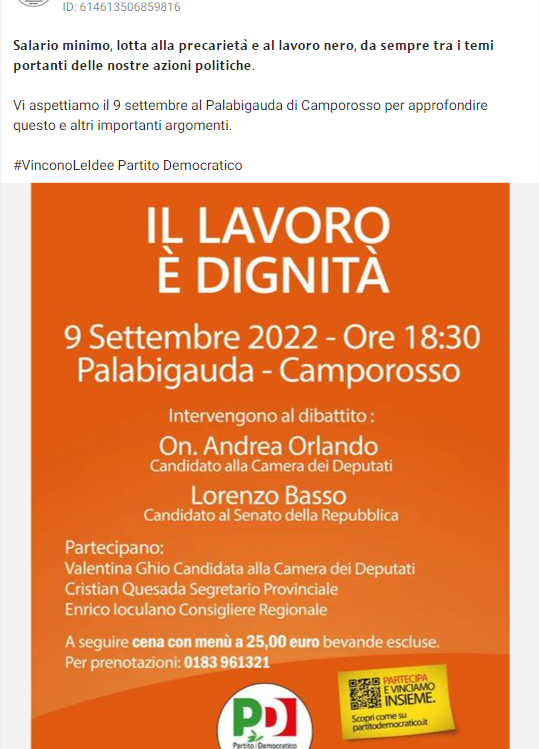 ID: 614613506859816
Salario minimo, lotta alla precarietà e al lavoro nero, da sempre tra i temi
portanti delle nostre azioni politiche.
Vi aspettiamo il 9 settembre al Palabigauda di Camporosso per approfondire
questo e altri importanti argomenti.
#VinconoLeIdee Partito Democratico
IL LAVORO
È DIGNITÀ
9 Settembre 2022 - Ore 18:30
Palabigauda - Camporosso
Intervengono al dibattito :
On. Andrea Orlando
Candidato alla Camera dei Deputati
Lorenzo Basso
Candidato al Senato della Repubblica
Partecipano:
Valentina Ghio Candidata alla Camera dei Deputati
Cristian Quesada Segretario Provinciale
Enrico Ioculano Consigliere Regionale
A seguire cena con menù a 25,00 euro bevande escluse.
Per prenotazioni: 0183 961321
PARTECIPA
E VINCIAMO
INSIEME.
Scopri come su
partitodemocratico.it
PD
Partito Democratico